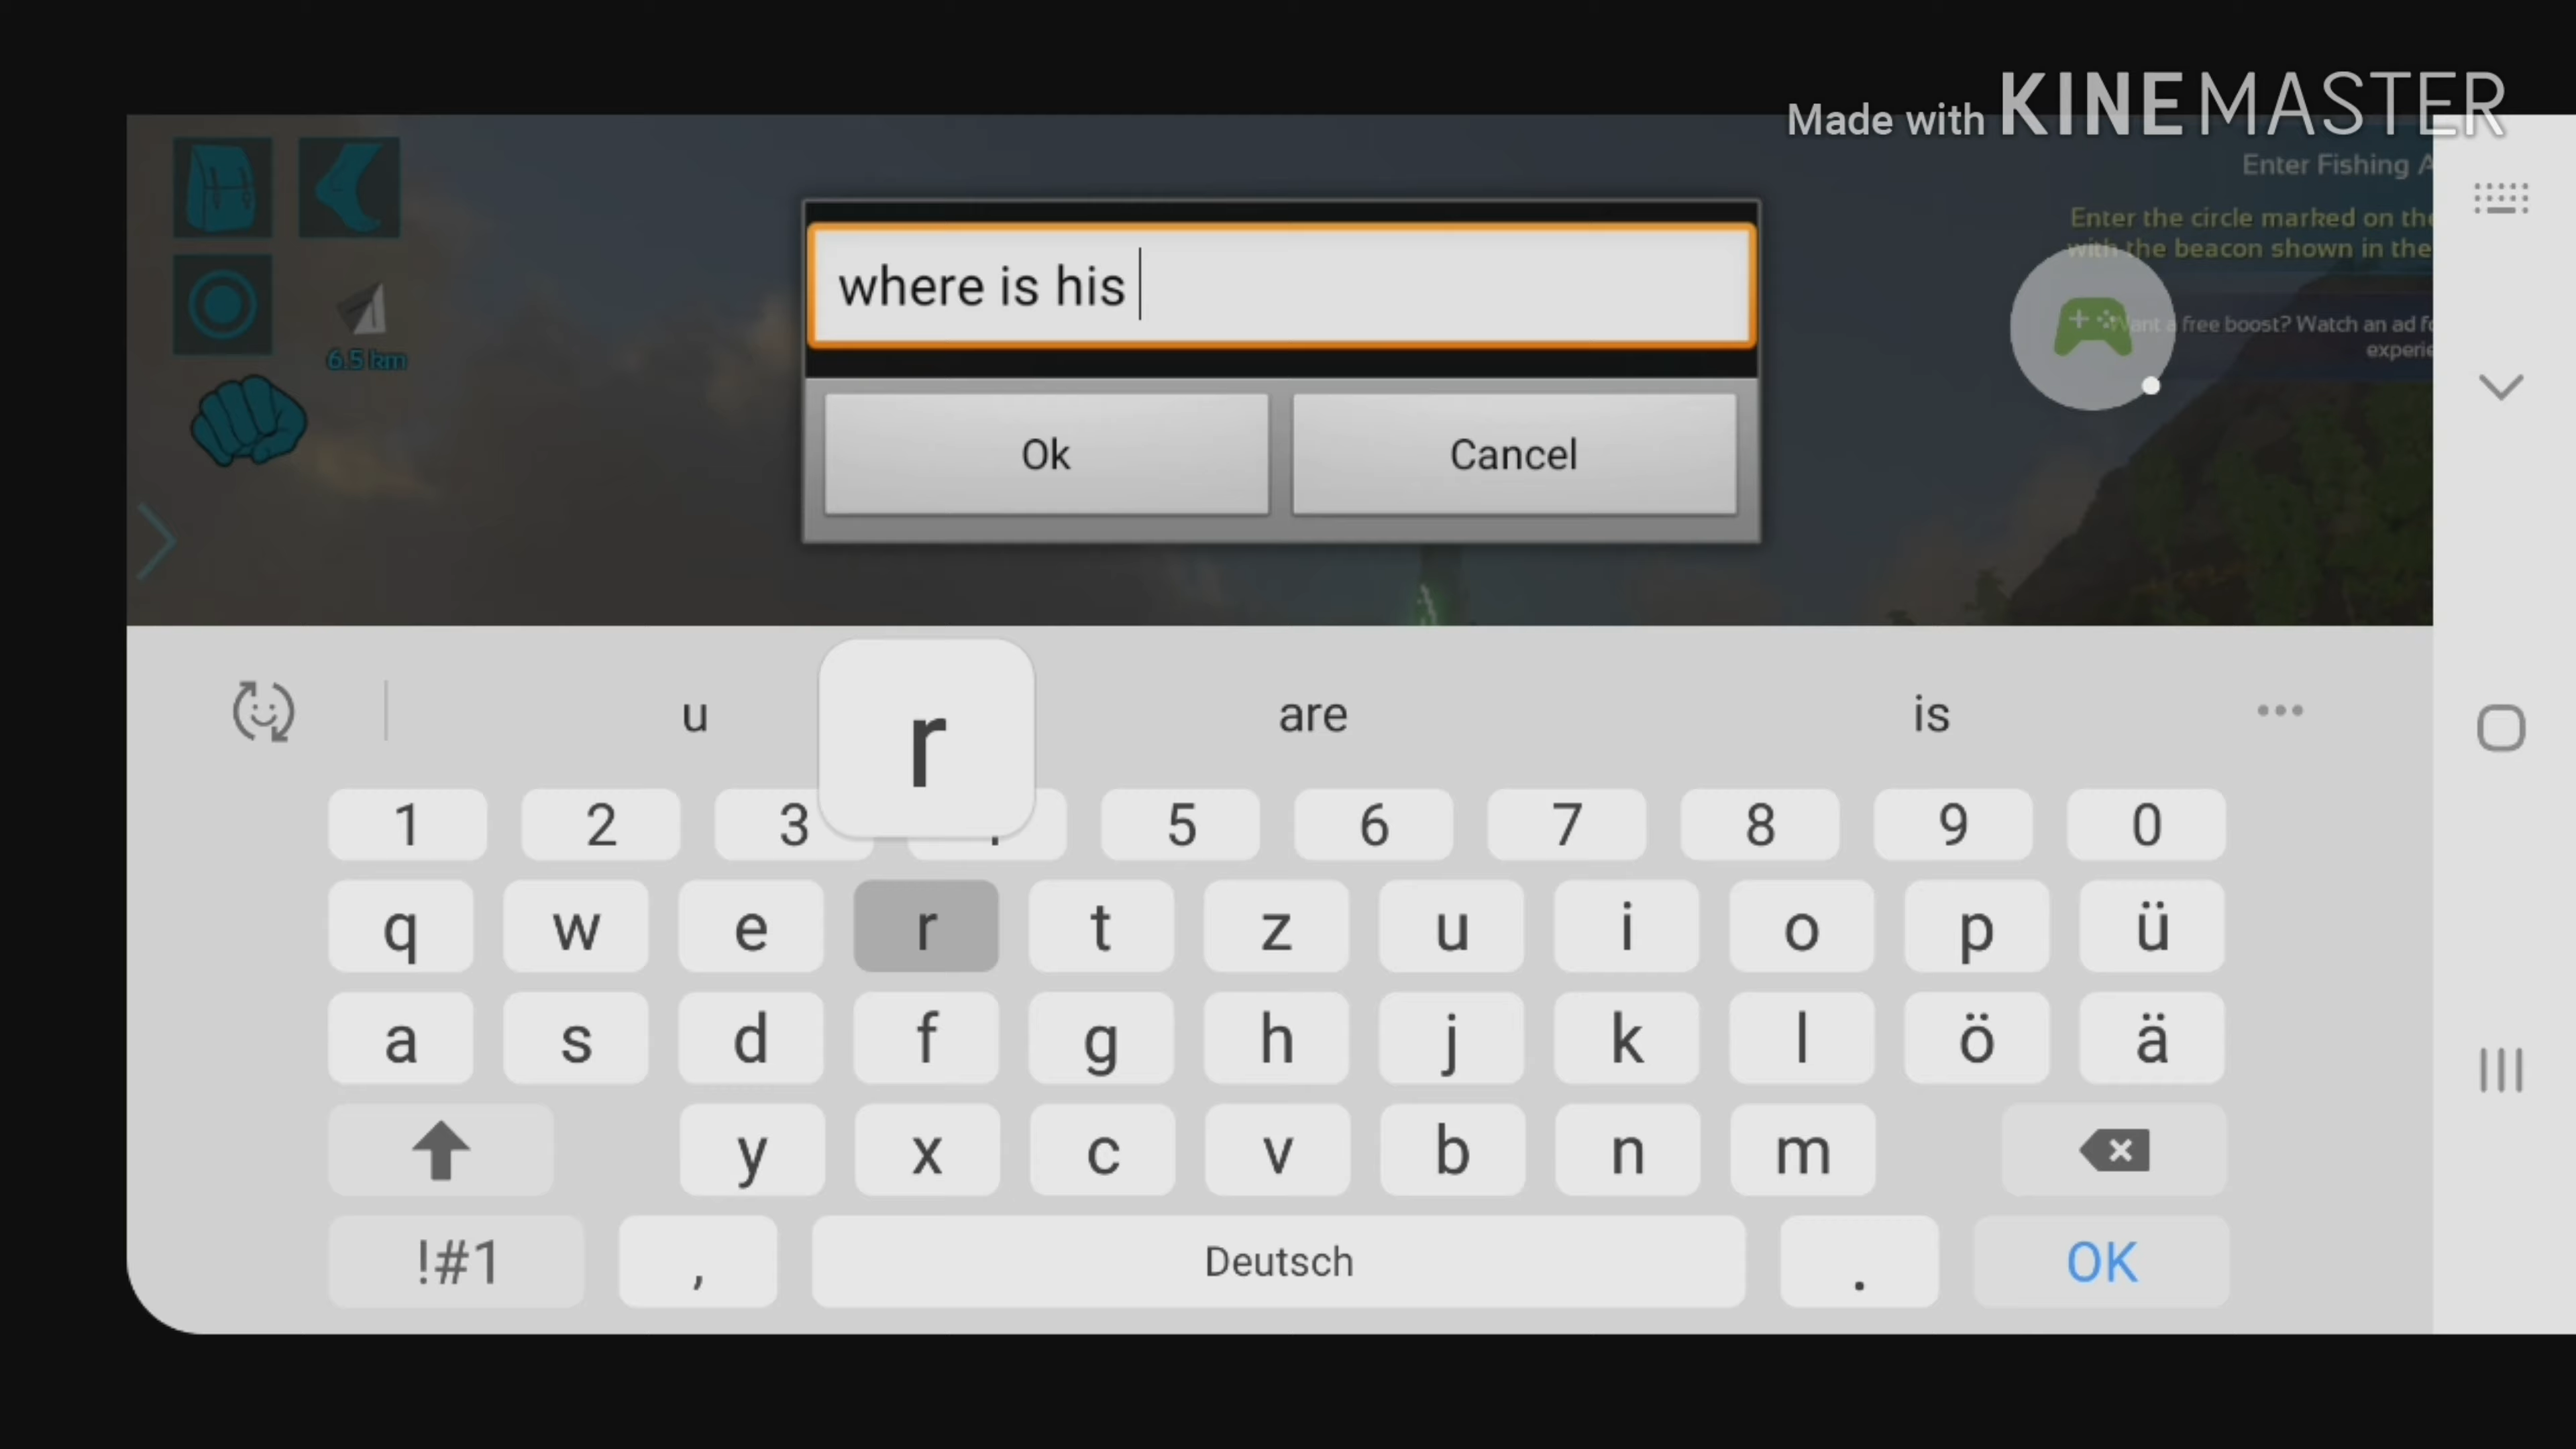 Made with KINEMASTER
Enter Fishing A
Enter the circle marked on the
with the beacon shown in the
free boost? Watch an ad fo
experie
6.5 km
where is his
Ok Cancel
u are is
r
1 2 3 5 6 7 8 9 0
q w e r t z u i o p ü
a s d f g h j k l ö ä
y x c v b n m
!#1 , Deutsch . OK